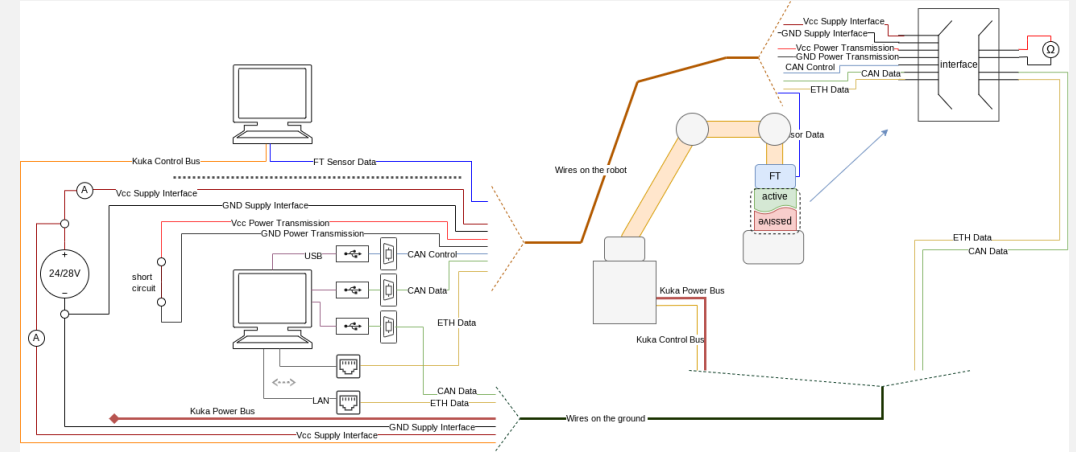 Vcc Supply Interface
GND Supply Interface
Vcc Power Transmission
GND Power Transmission
CAN Control
CAN Data
ETH Data
interface
Ω
Kuka Control Bus
FT Sensor Data
sor Data
Wires on the robot
FT
active
passive
A
Vcc Supply Interface
GND Supply Interface
Vcc Power Transmission
GND Power Transmission
USB
CAN Control
+
24/28V
−
short
circuit
CAN Data
ETH Data
A
ETH Data
CAN Data
Kuka Power Bus
Kuka Control Bus
CAN Data
LAN
ETH Data
Kuka Power Bus
Wires on the ground
GND Supply Interface
Vcc Supply Interface